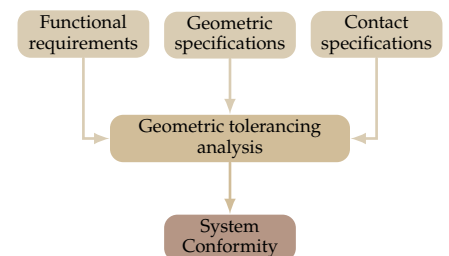 Functional
requirements
Geometric
specifications
Contact
specifications
Geometric tolerancing
analysis
System
Conformity